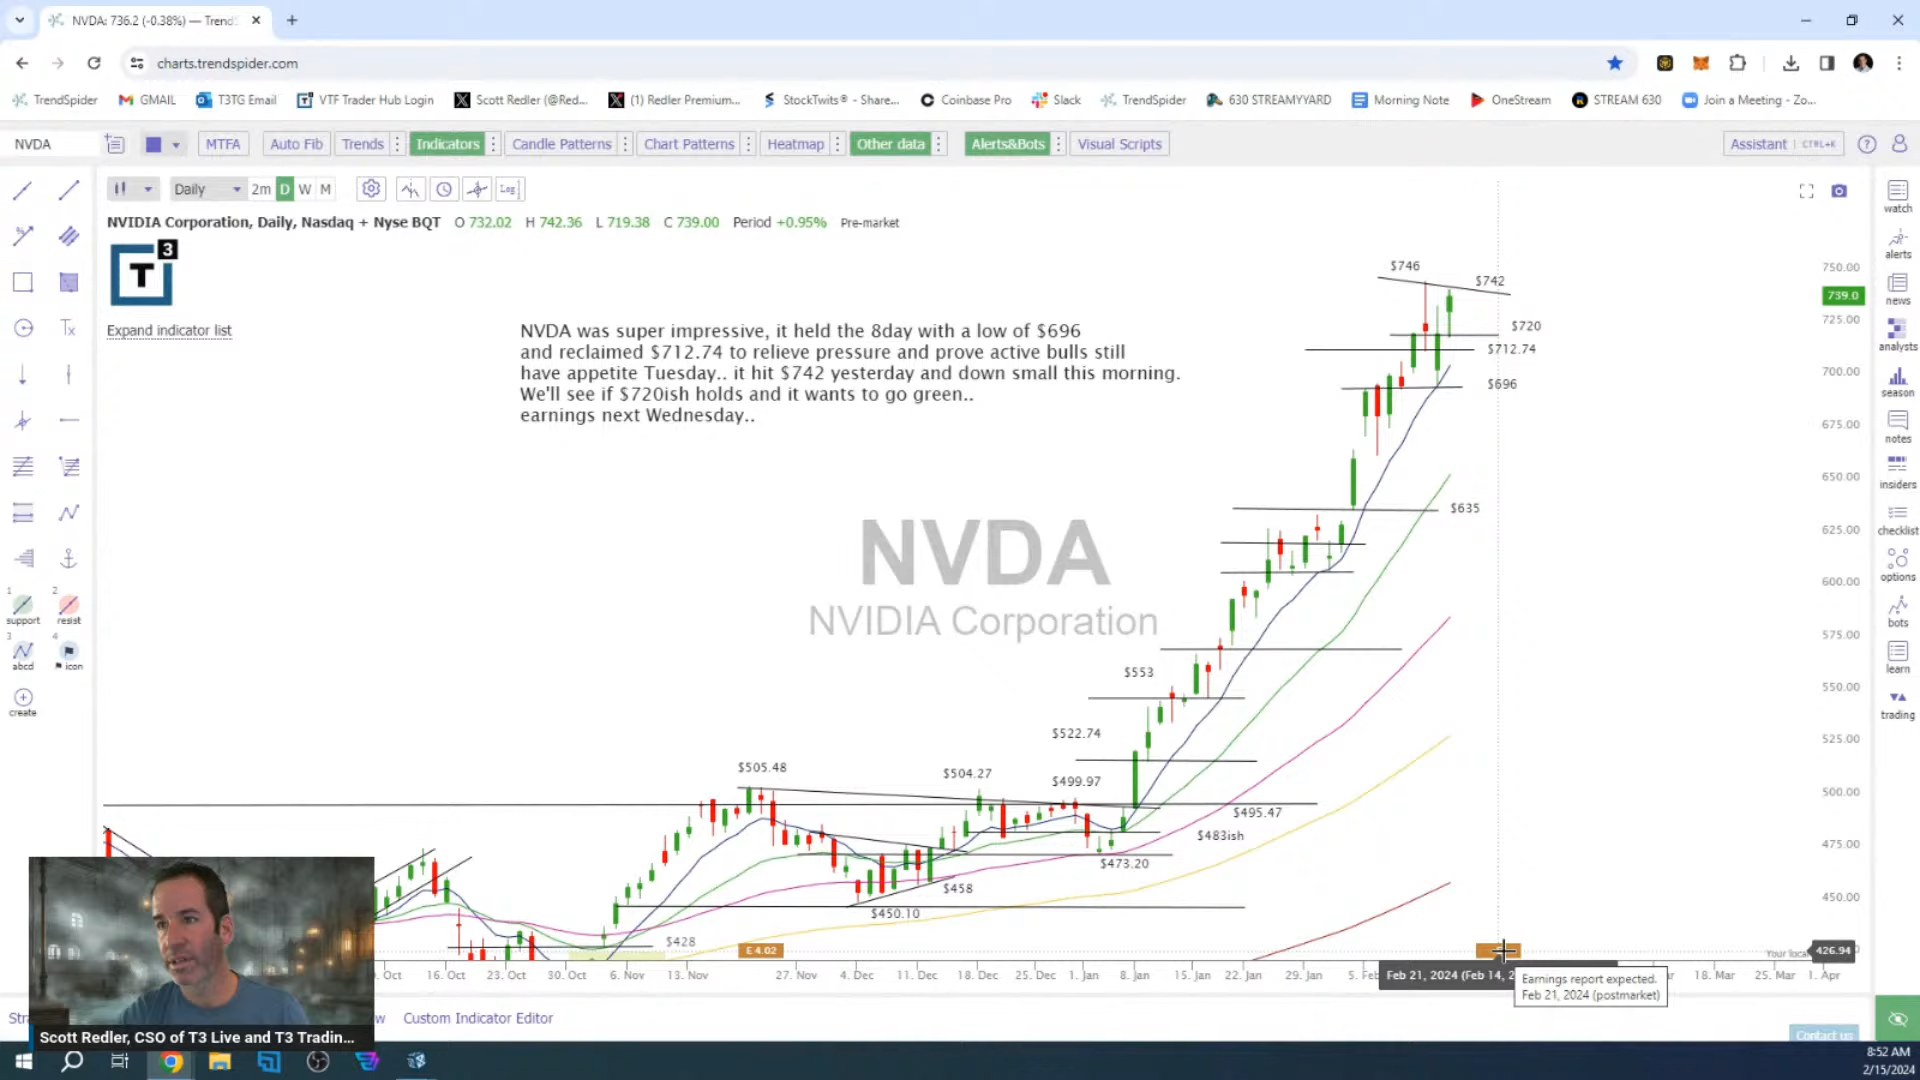 NVDA: 736.2 (-0.38%) — Trend
charts.trendspider.com
TrendSpider
GMAIL
T3TG Email
VTF Trader Hub Login
Scott Redler (@Red...
(1) Redler Premium...
StockTwits® - Share...
Coinbase Pro
Slack
TrendSpider
630 STREAMYYARD
Morning Note
OneStream
STREAM 630
Join a Meeting - Zo...
NVDA
MTFA
Auto Fib
Trends
Indicators
Candle Patterns
Chart Patterns
Heatmap
Other data
Alerts&Bots
Visual Scripts
Assistant CTRL+K
Daily
2m D W M
Log
NVIDIA Corporation, Daily, Nasdaq + Nyse BQT O 732.02 H 742.36 L 719.38 C 739.00 Period +0.95% Pre-market
T 3
Expand indicator list
NVDA was super impressive, it held the 8day with a low of $696
and reclaimed $712.74 to relieve pressure and prove active bulls still
have appetite Tuesday.. it hit $742 yesterday and down small this morning.
We'll see if $720ish holds and it wants to go green..
earnings next Wednesday..
$746
$742
$720
$712.74
$696
$635
NVDA
NVIDIA Corporation
$553
$522.74
$505.48
$504.27
$499.97
$495.47
$483ish
$473.20
$458
$450.10
$428
750.00
739.0
725.00
700.00
675.00
650.00
625.00
600.00
575.00
550.00
525.00
500.00
475.00
450.00
426.94
watch
alerts
news
analysts
season
notes
insiders
checklist
options
bots
learn
trading
1 support
2 resist
3 abcd
4 icon
create
E 4.02
Your loca
Oct 16.Oct 23.Oct 30.Oct 6.Nov 13.Nov 27.Nov 4.Dec 11.Dec 18.Dec 25.Dec 1.Jan 8.Jan 15.Jan 22.Jan 29.Jan 18.Mar 25.Mar 1.Apr
Feb 21, 2024 (Feb 14, 2
Earnings report expected.
Feb 21, 2024 (postmarket)
Custom Indicator Editor
Contact us
Scott Redler, CSO of T3 Live and T3 Tradin...
8:52 AM
2/15/2024